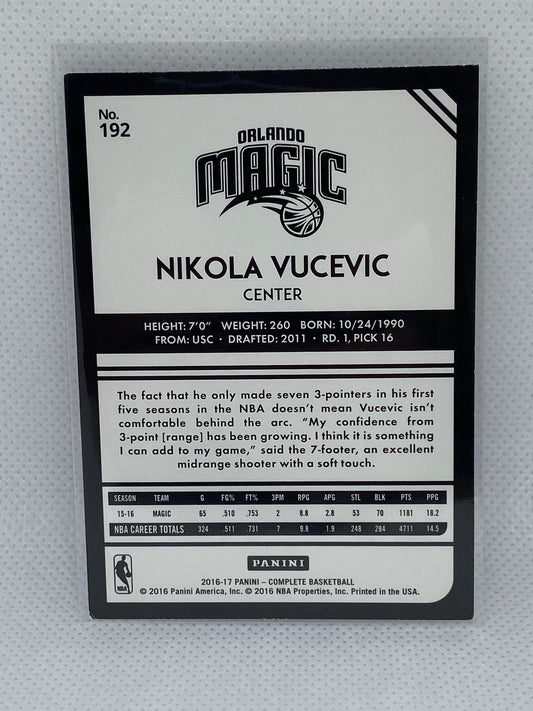 No.
192
ORLANDO
MAGIC
NIKOLA VUCEVIC
CENTER
HEIGHT: 7'0" WEIGHT: 260 BORN: 10/24/1990
FROM: USC • DRAFTED: 2011 • RD. 1, PICK 16
The fact that he only made seven 3-pointers in his first
five seasons in the NBA doesn't mean Vucevic isn't
comfortable behind the arc. "My confidence from
3-point [range] has been growing. I think it is something
I can add to my game," said the 7-footer, an excellent
midrange shooter with a soft touch.
SEASON TEAM G FG% FT% 3PM RPG APG STL BLK PTS PPG
15-16 MAGIC 65 .510 .753 2 8.8 2.8 53 70 1181 18.2
NBA CAREER TOTALS 324 .511 .731 7 9.8 1.9 248 284 4711 14.5
PANINI
2016-17 PANINI – COMPLETE BASKETBALL
© 2016 Panini America, Inc. © 2016 NBA Properties, Inc. Printed in the USA.
NBA